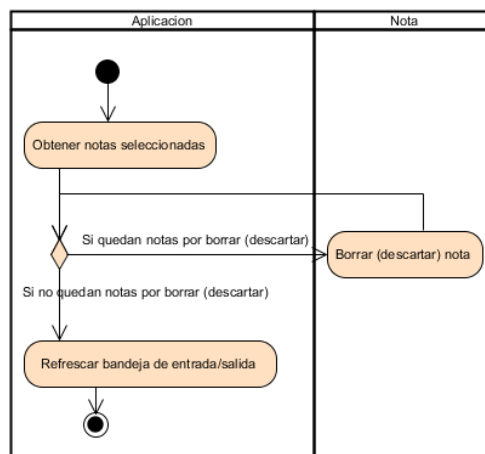 Aplicacion
Nota
Obtener notas seleccionadas
Si quedan notas por borrar (descartar)
Borrar (descartar) nota
Si no quedan notas por borrar (descartar)
Refrescar bandeja de entrada/salida